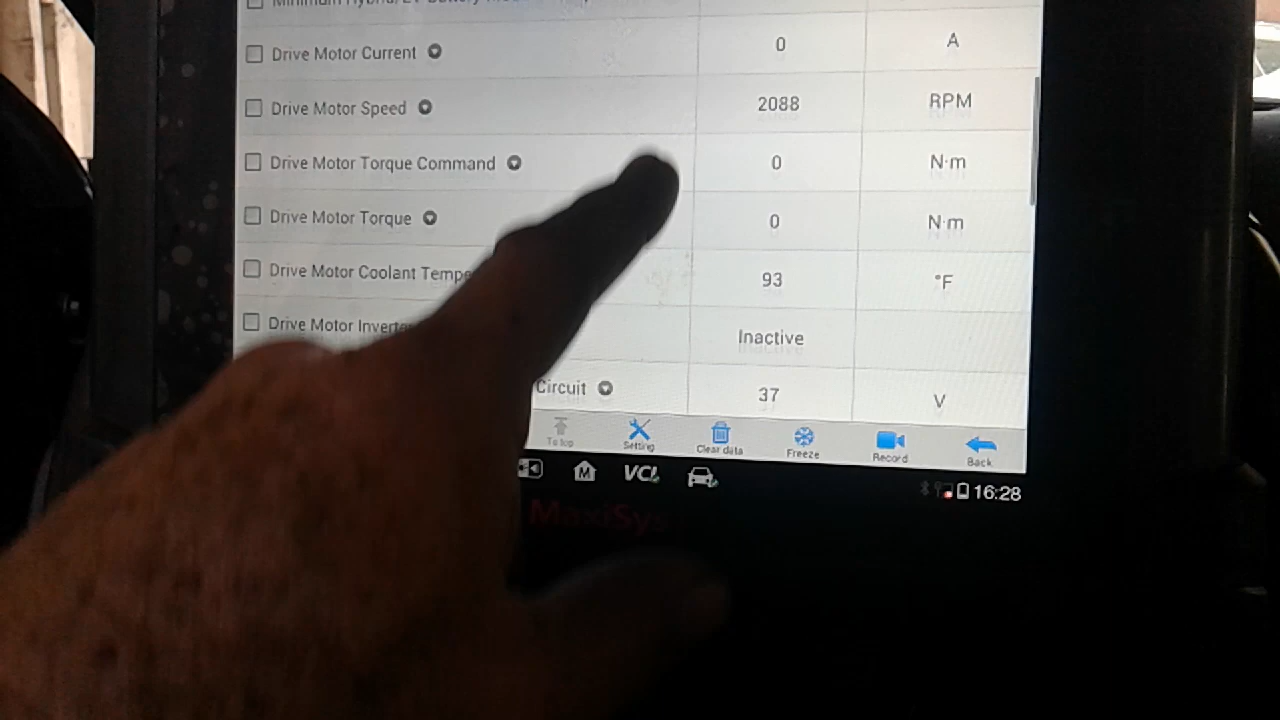 Drive Motor Current 0 A
Drive Motor Speed 2088 RPM
Drive Motor Torque Command 0 N·m
Drive Motor Torque 0 N·m
Drive Motor Coolant Tempe 93 °F
Drive Motor Inverte Inactive
Circuit 37 V
To top Setting Clear data Freeze Record Back
M VCI 16:28
MaxiSys